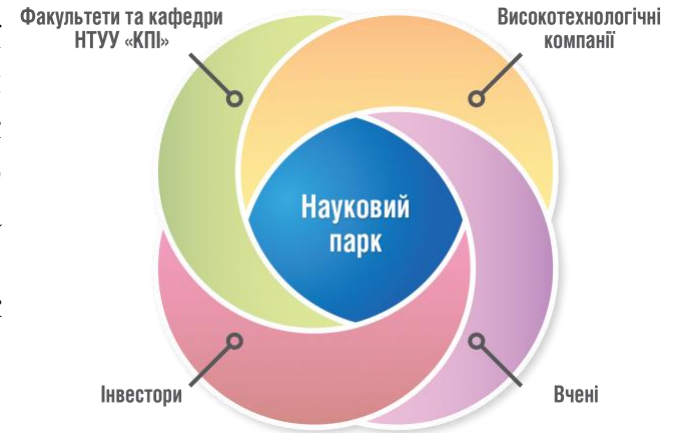 Факультети та кафедри
НТУУ «КПІ»
Високотехнологічні
компанії
Науковий
парк
Інвестори
Вчені